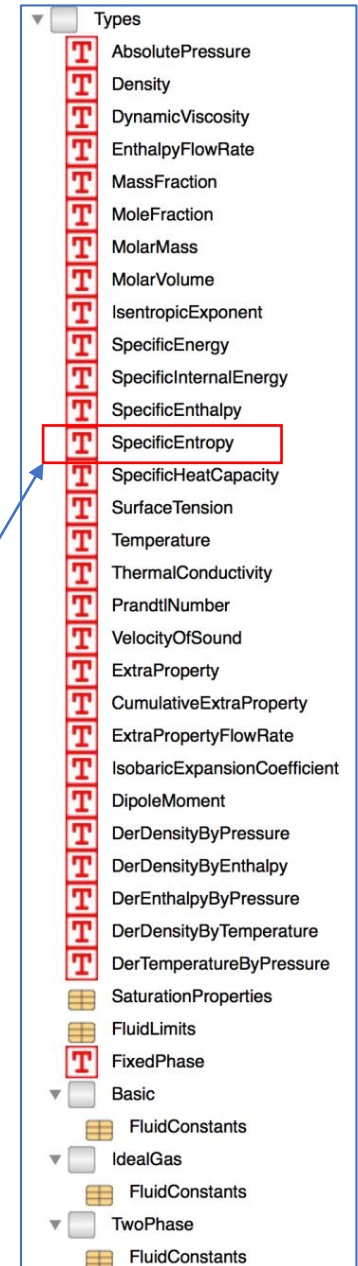 Types
T AbsolutePressure
T Density
T DynamicViscosity
T EnthalpyFlowRate
T MassFraction
T MoleFraction
T MolarMass
T MolarVolume
T IsentropicExponent
T SpecificEnergy
T SpecificInternalEnergy
T SpecificEnthalpy
T SpecificEntropy
T SpecificHeatCapacity
T SurfaceTension
T Temperature
T ThermalConductivity
T PrandtlNumber
T VelocityOfSound
T ExtraProperty
T CumulativeExtraProperty
T ExtraPropertyFlowRate
T IsobaricExpansionCoefficient
T DipoleMoment
T DerDensityByPressure
T DerDensityByEnthalpy
T DerEnthalpyByPressure
T DerDensityByTemperature
T DerTemperatureByPressure
SaturationProperties
FluidLimits
T FixedPhase
Basic
FluidConstants
IdealGas
FluidConstants
TwoPhase
FluidConstants